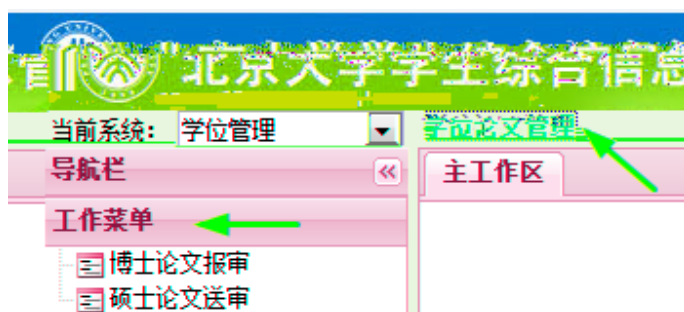 北京大学学生综合信息
当前系统： 学位管理 学位论文管理
导航栏 主工作区
工作菜单
博士论文报审
硕士论文送审